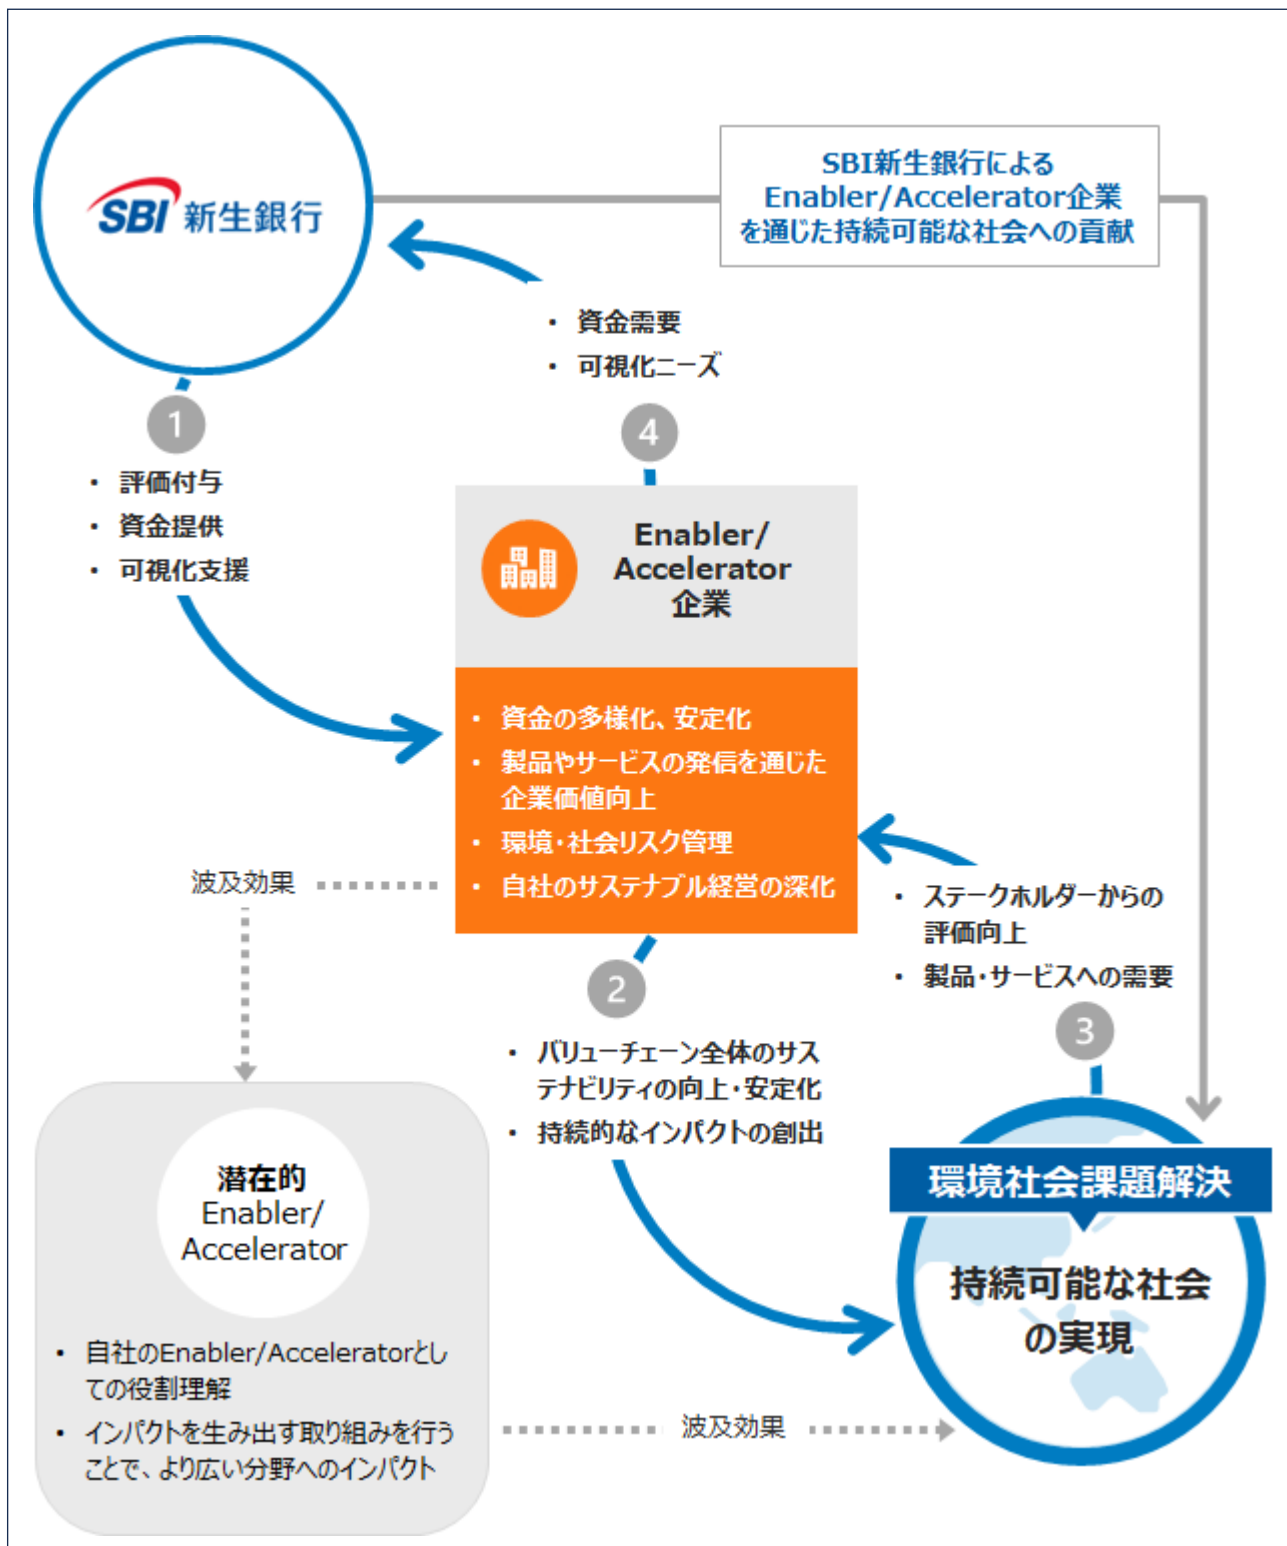 SBI 新生銀行
SBI新生銀行による
Enabler/Accelerator企業
を通じた持続可能な社会への貢献
・ 資金需要
・ 可視化ニーズ
1
4
・ 評価付与
・ 資金提供
・ 可視化支援
Enabler/
Accelerator
企業
・ 資金の多様化、安定化
・ 製品やサービスの発信を通じた
企業価値向上
・ 環境・社会リスク管理
・ 自社のサステナブル経営の深化
波及効果
・ ステークホルダーからの
評価向上
・ 製品・サービスへの需要
2
3
・ バリューチェーン全体のサス
テナビリティの向上・安定化
・ 持続的なインパクトの創出
潜在的
Enabler/
Accelerator
環境社会課題解決
持続可能な社会
の実現
・ 自社のEnabler/Acceleratorとし
ての役割理解
・ インパクトを生み出す取り組みを行う
ことで、より広い分野へのインパクト
波及効果